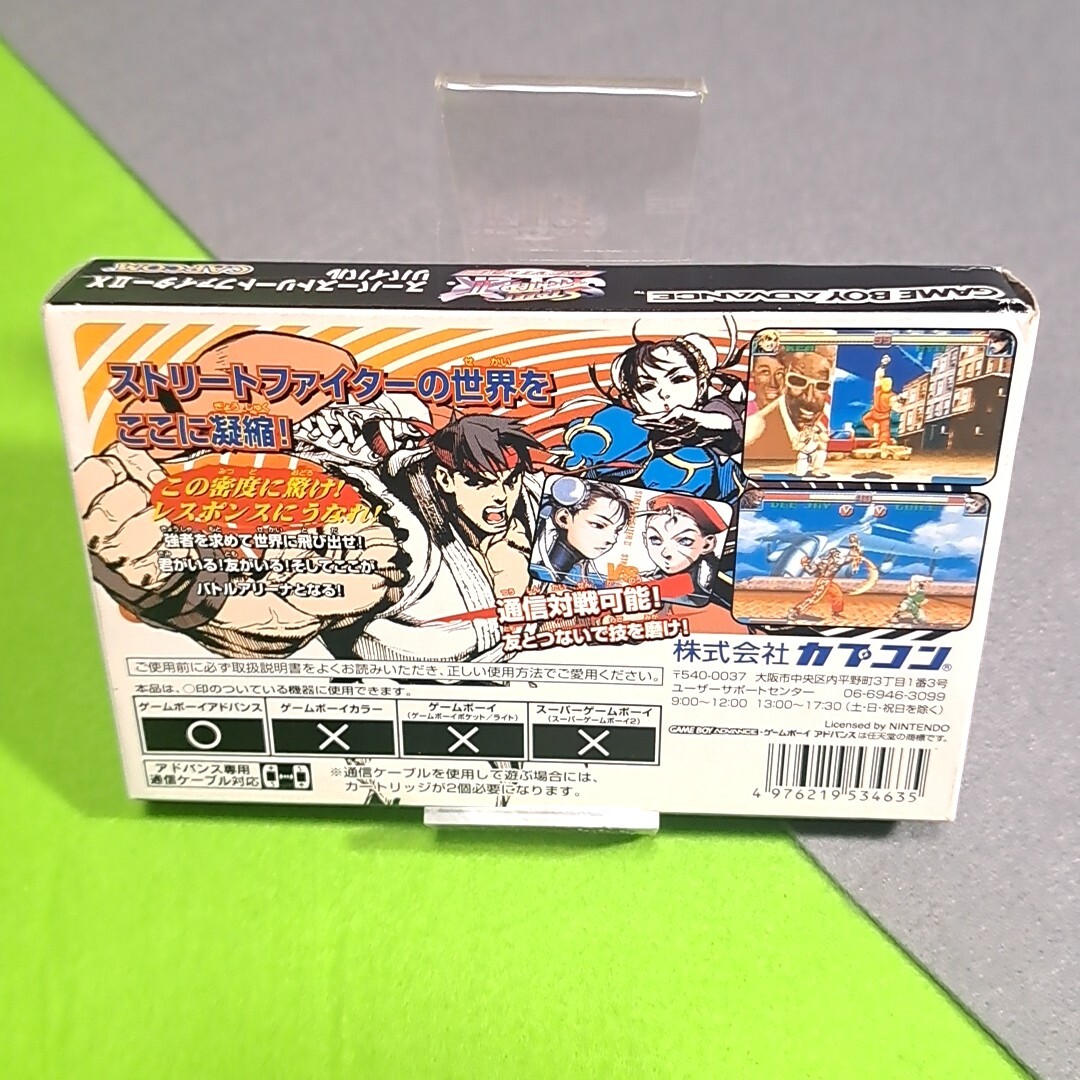 GAME BOY ADVANCE
スーパーストリートファイターII X
リバイバル
CAPCOM
ストリートファイターの世界を
せかい
ここに凝縮!
ぎょうしゅく
この密度に驚け!
みつど おどろ
レスポンスにうなれ!
強者を求めて世界に飛び出せ!
君がいる!友がいる!そしてここが
バトルアリーナとなる!
通信対戦可能!
友とつないで技を磨け!
VS
DEE JAY
株式会社カプコン®
〒540-0037 大阪市中央区内平野町3丁目1番3号
ユーザーサポートセンター 06-6946-3099
9:00~12:00 13:00~17:30(土・日・祝日を除く)
Licensed by NINTENDO
GAME BOY ADVANCE・ゲームボーイ アドバンスは任天堂の商標です。
ご使用前に必ず取扱説明書をよくお読みいただき、正しい使用方法でご愛用ください。
本品は、○印のついている機器に使用できます。
ゲームボーイアドバンス ゲームボーイカラー ゲームボーイ スーパーゲームボーイ
(ゲームボーイポケット/ライト) (スーパーゲームボーイ2)
○ × × ×
アドバンス専用
通信ケーブル対応
※通信ケーブルを使用して遊ぶ場合には、
カートリッジが2個必要になります。
4 976219 534635